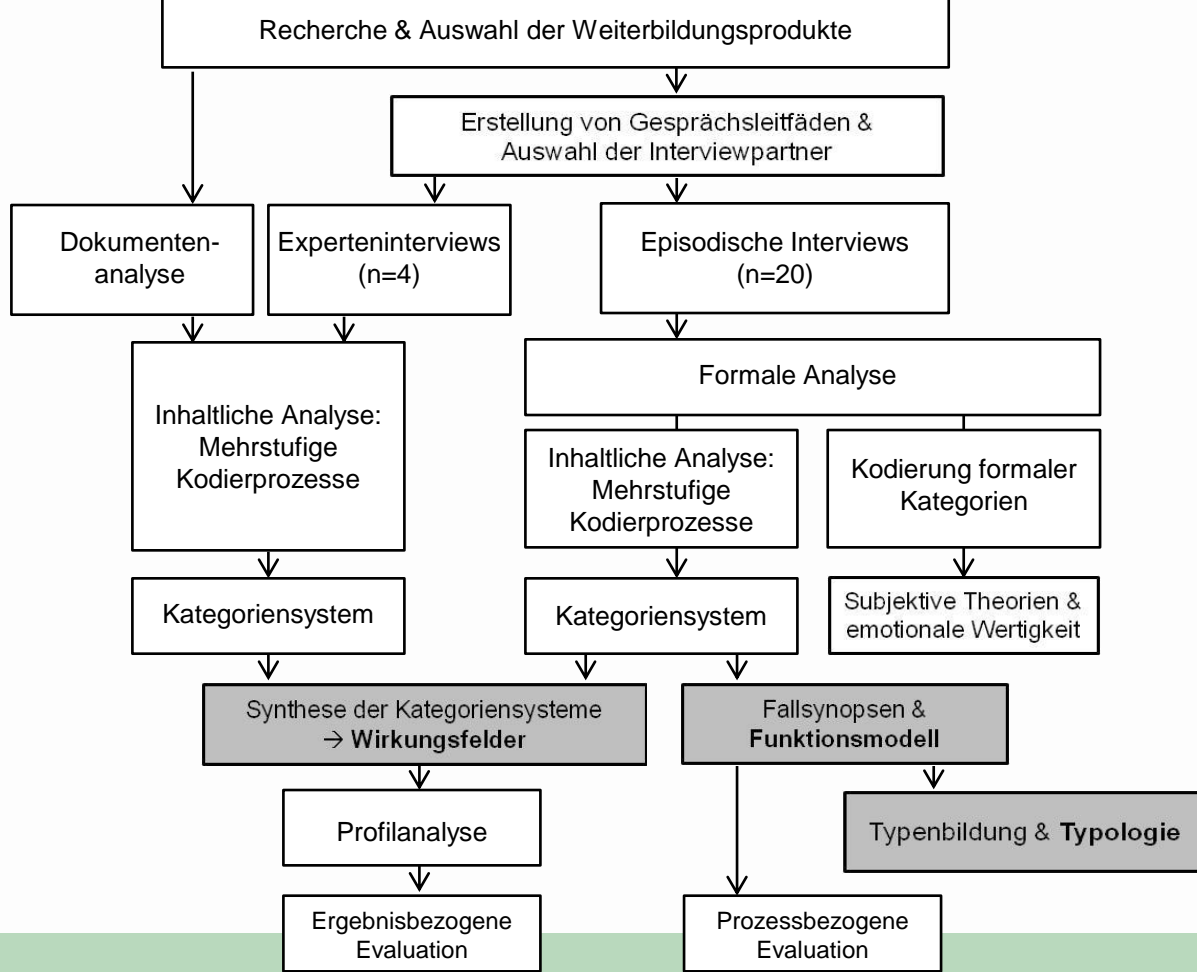 Recherche & Auswahl der Weiterbildungsprodukte
Erstellung von Gesprächsleitfäden &
Auswahl der Interviewpartner
Dokumenten-
analyse
Experteninterviews
(n=4)
Episodische Interviews
(n=20)
Formale Analyse
Inhaltliche Analyse:
Mehrstufige
Kodierprozesse
Inhaltliche Analyse:
Mehrstufige
Kodierprozesse
Kodierung formaler
Kategorien
Kategoriensystem
Kategoriensystem
Subjektive Theorien &
emotionale Wertigkeit
Synthese der Kategoriensysteme
→ Wirkungsfelder
Fallsynopsen &
Funktionsmodell
Profilanalyse
Typenbildung & Typologie
Ergebnisbezogene
Evaluation
Prozessbezogene
Evaluation